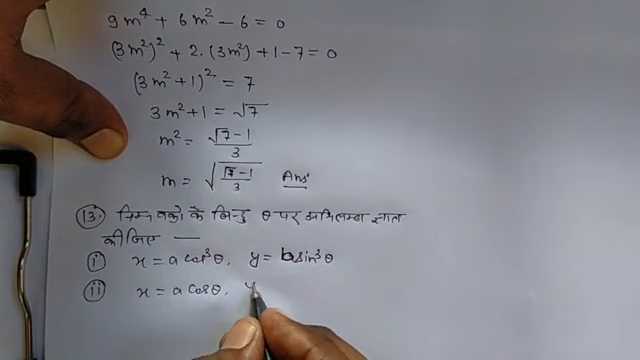 9m⁴ + 6m² - 6 = 0
(3m²)² + 2.(3m²) + 1 - 7 = 0
(3m² + 1)² = 7
3m² + 1 = √7
m² = (√7 - 1)/3
m = √((√7 - 1)/3) Ans
(13.) निम्न वक्रों के बिन्दु θ पर अभिलम्ब ज्ञात
कीजिए —
(i) x = a cos³θ, y = b sin³θ
(ii) x = a cosθ, y